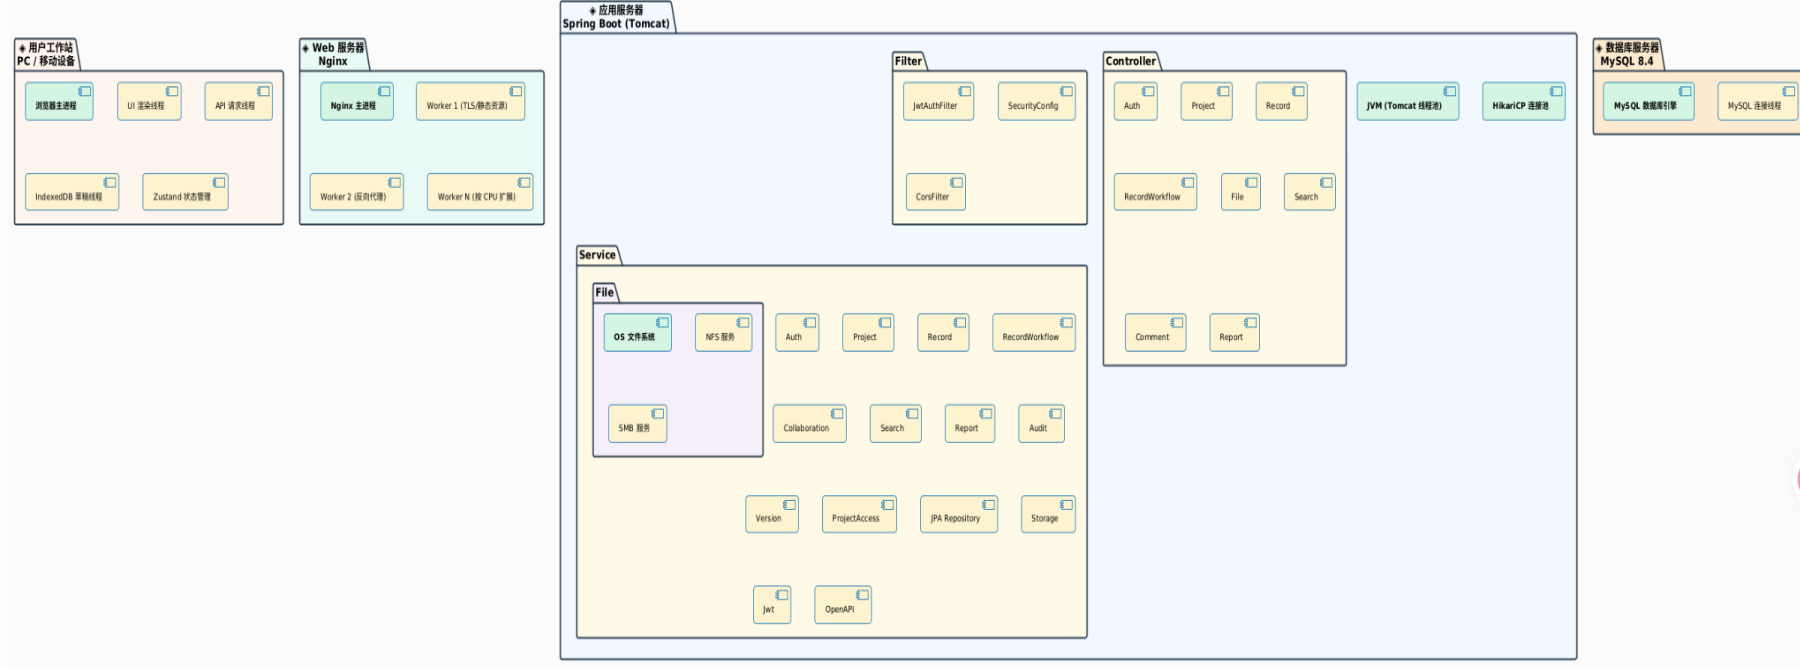 ◈ 用户工作站
PC / 移动设备
浏览器主进程
UI 渲染线程
API 请求线程
IndexedDB 草稿线程
Zustand 状态管理
◈ Web 服务器
Nginx
Nginx 主进程
Worker 1 (TLS/静态资源)
Worker 2 (反向代理)
Worker N (按 CPU 扩展)
◈ 应用服务器
Spring Boot (Tomcat)
Filter
JwtAuthFilter
SecurityConfig
CorsFilter
Controller
Auth
Project
Record
RecordWorkflow
File
Search
Comment
Report
JVM (Tomcat 线程池)
HikariCP 连接池
Service
File
OS 文件系统
NFS 服务
SMB 服务
Auth
Project
Record
RecordWorkflow
Collaboration
Search
Report
Audit
Version
ProjectAccess
JPA Repository
Storage
Jwt
OpenAPI
◈ 数据库服务器
MySQL 8.4
MySQL 数据库引擎
MySQL 连接线程